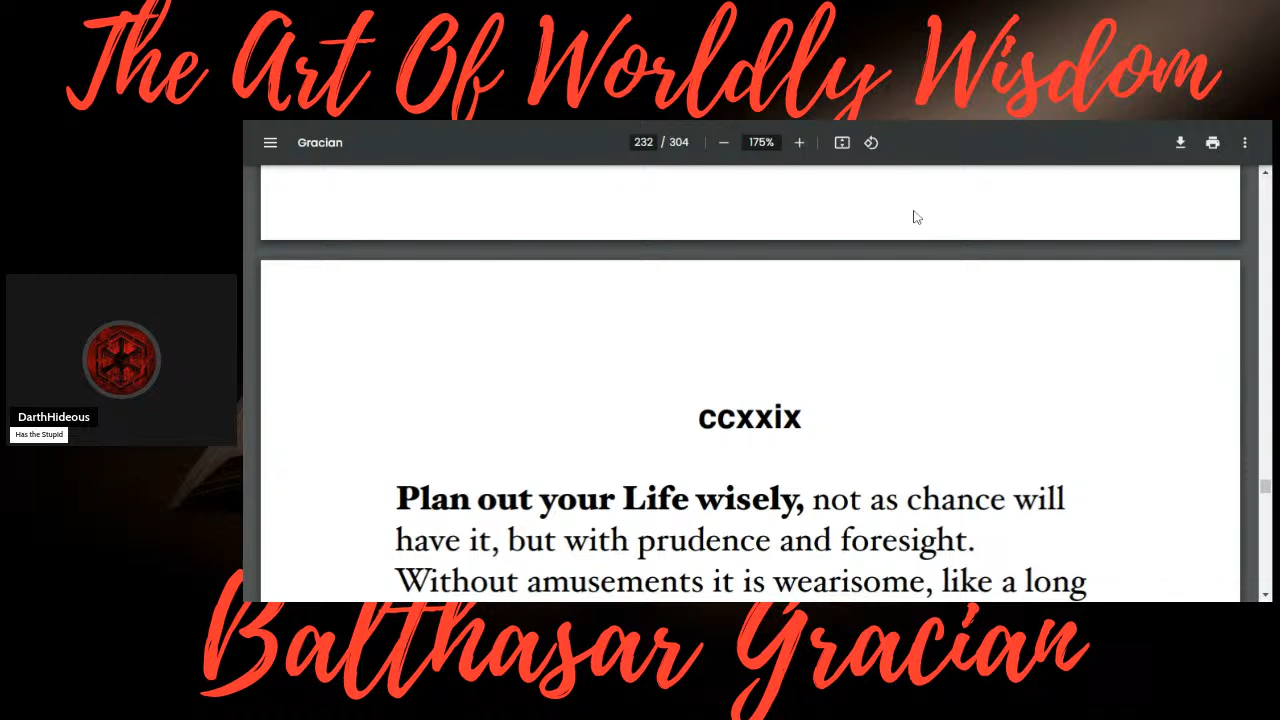 The Art Of Worldly Wisdom
Gracian
232 / 304
175%
DarthHideous
Has the Stupid
ccxxix
Plan out your Life wisely, not as chance will
have it, but with prudence and foresight.
Without amusements it is wearisome, like a long
Balthasar Gracian